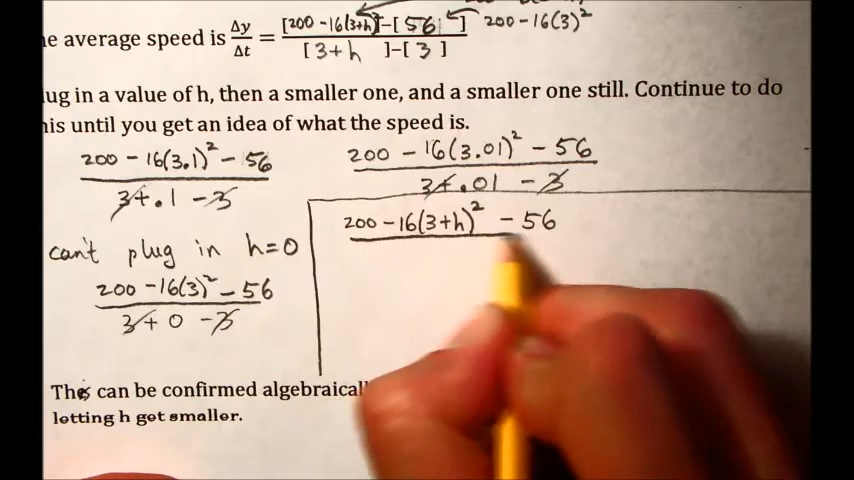 [200 - 16(3+h)²] - [ 56 ] 200 - 16(3)²
e average speed is Δy/Δt = [ 3 + h ] - [ 3 ]
ug in a value of h, then a smaller one, and a smaller one still. Continue to do
is until you get an idea of what the speed is.
200 - 16(3.1)² - 56 200 - 16(3.01)² - 56
3 + .1 - 3 3 + .01 - 3
200 - 16(3+h)² - 56
can't plug in h = 0
200 - 16(3)² - 56
3 + 0 - 3
This can be confirmed algebraical
letting h get smaller.